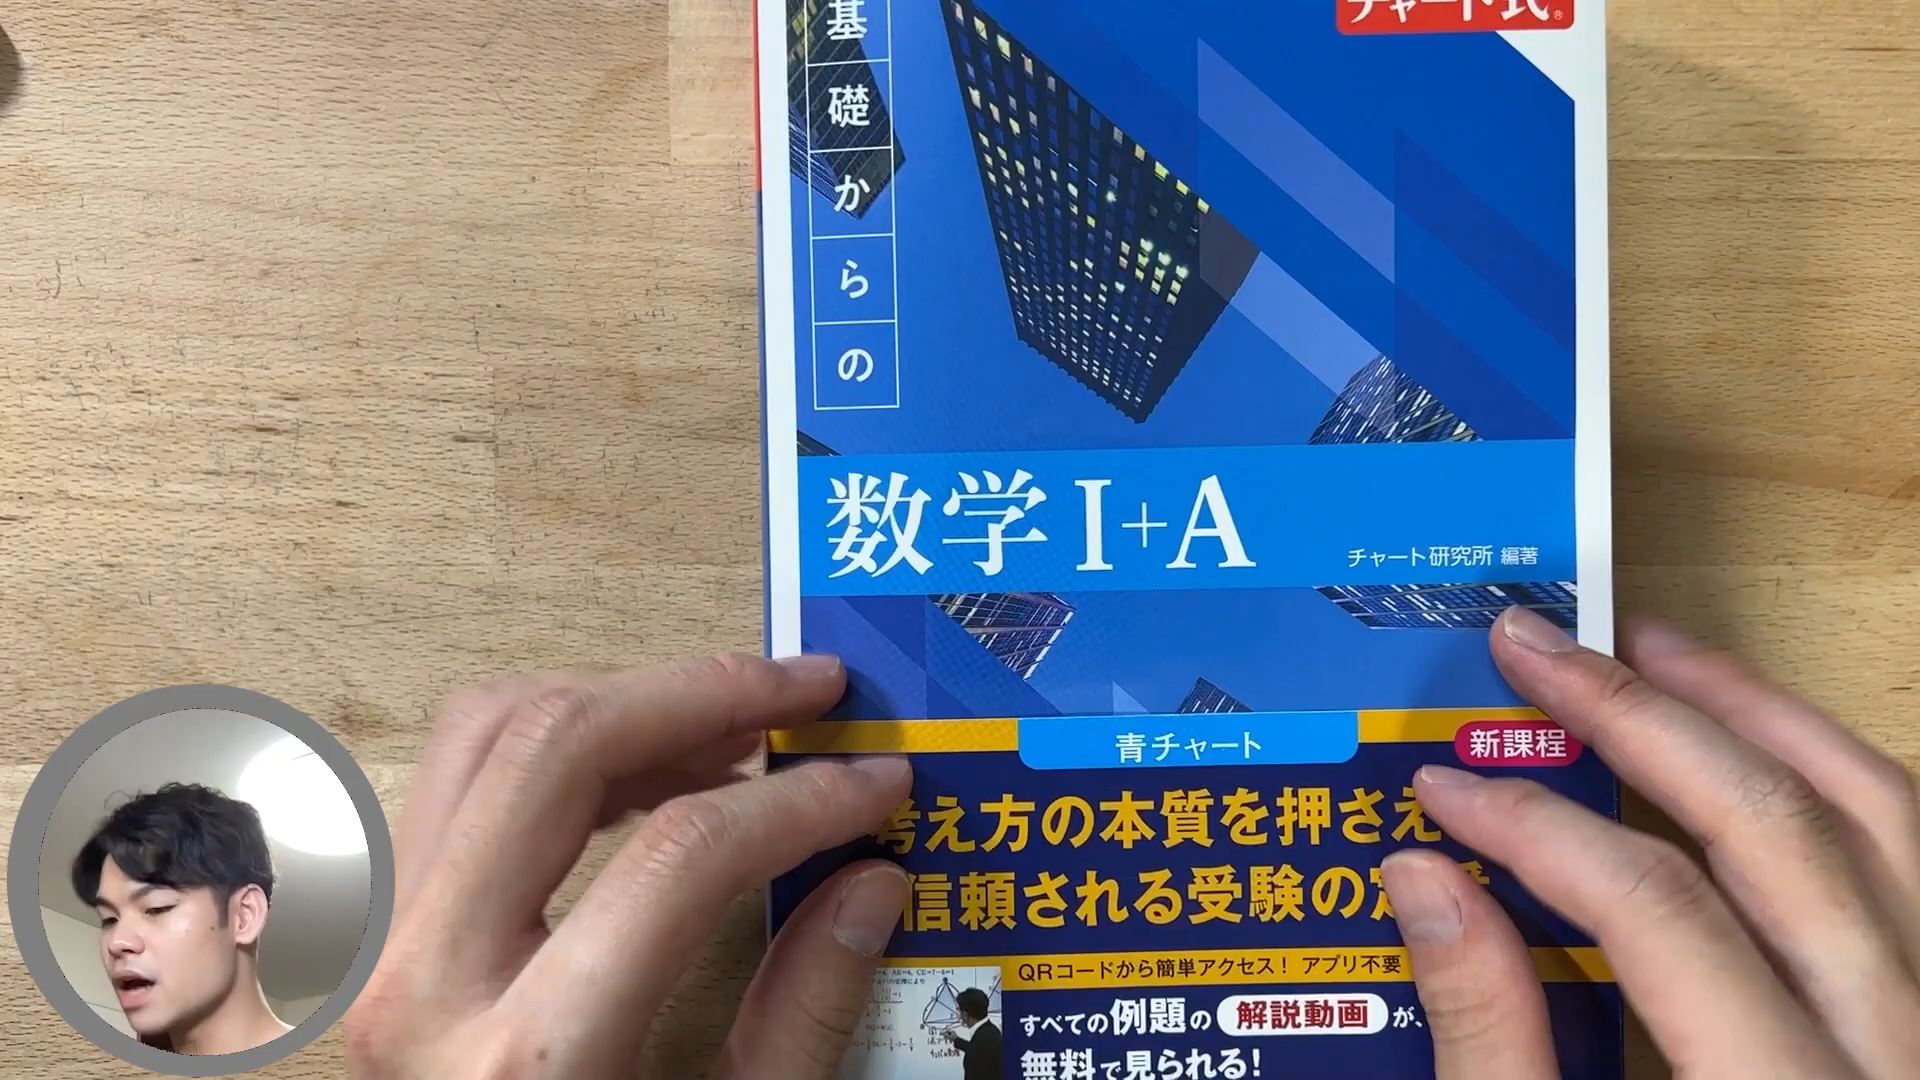 チャート式®
基礎からの
数学Ⅰ+A
チャート研究所 編著
青チャート
新課程
考え方の本質を押さえ
信頼される受験の定番
QRコードから簡単アクセス! アプリ不要
すべての例題の解説動画が、
無料で見られる!